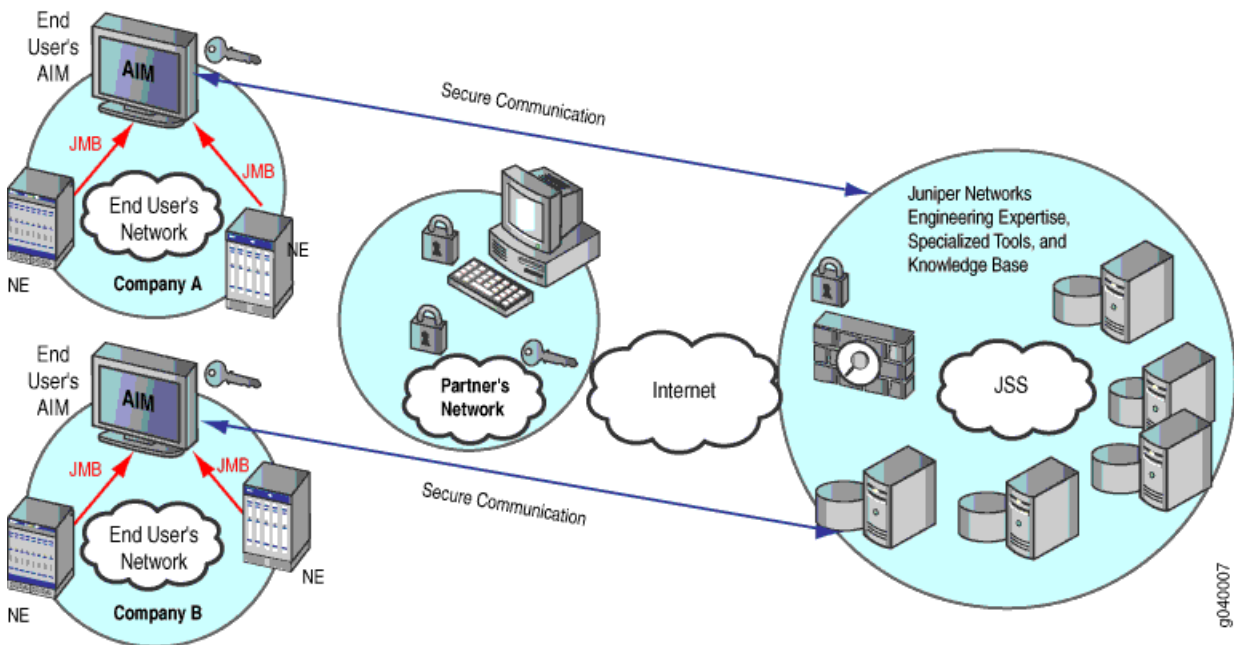 End
User's
AIM
AIM
JMB
JMB
End User's
Network
NE
NE
Company A
Secure Communication
End
User's
AIM
AIM
JMB
JMB
End User's
Network
NE
NE
Company B
Secure Communication
Partner's
Network
Internet
Juniper Networks
Engineering Expertise,
Specialized Tools, and
Knowledge Base
JSS
g040007